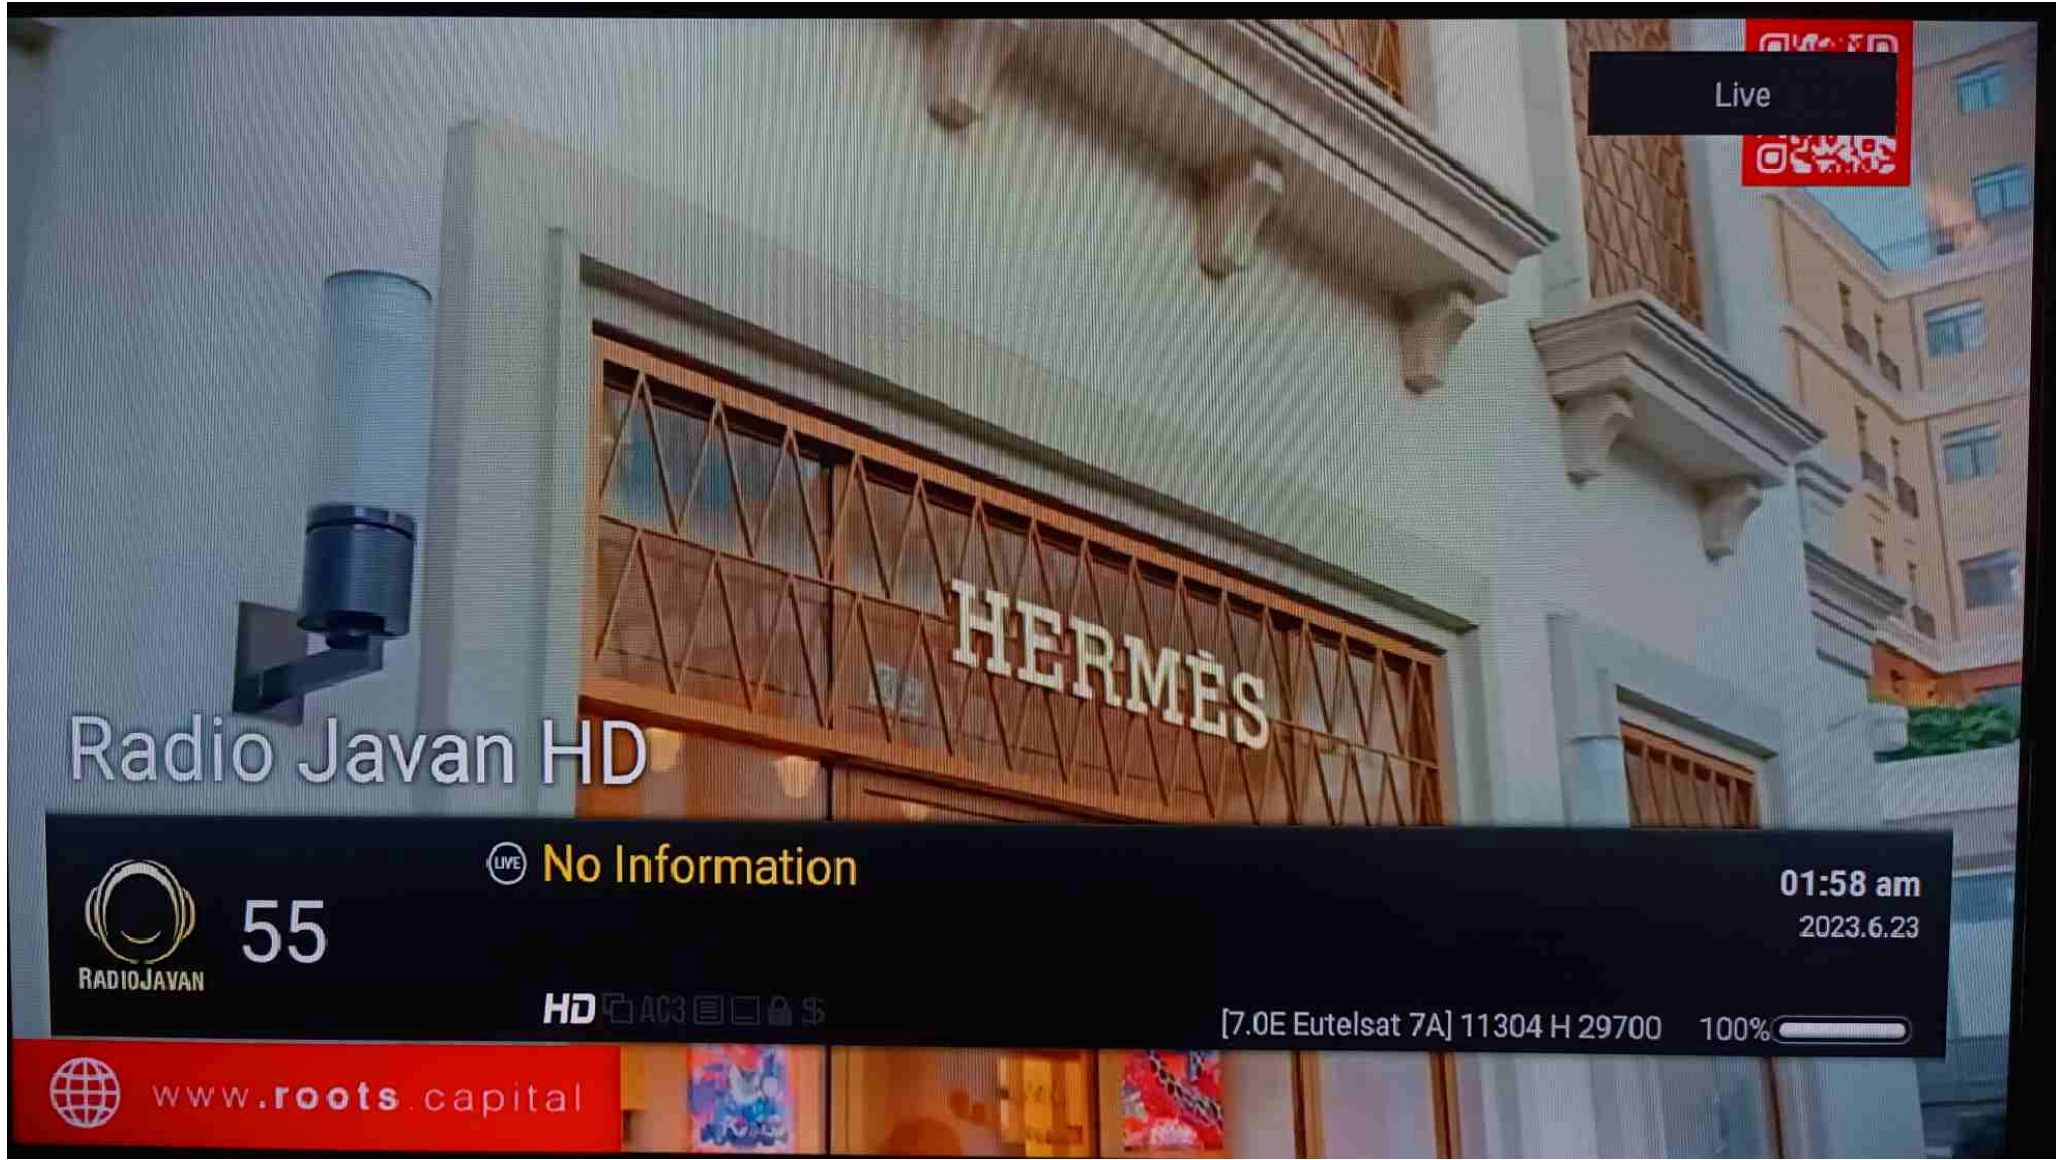 Live
HERMÈS
Radio Javan HD
LIVE No Information
01:58 am
2023.6.23
55
RADIOJAVAN
HD AC3 $
[7.0E Eutelsat 7A] 11304 H 29700 100%
www.roots.capital